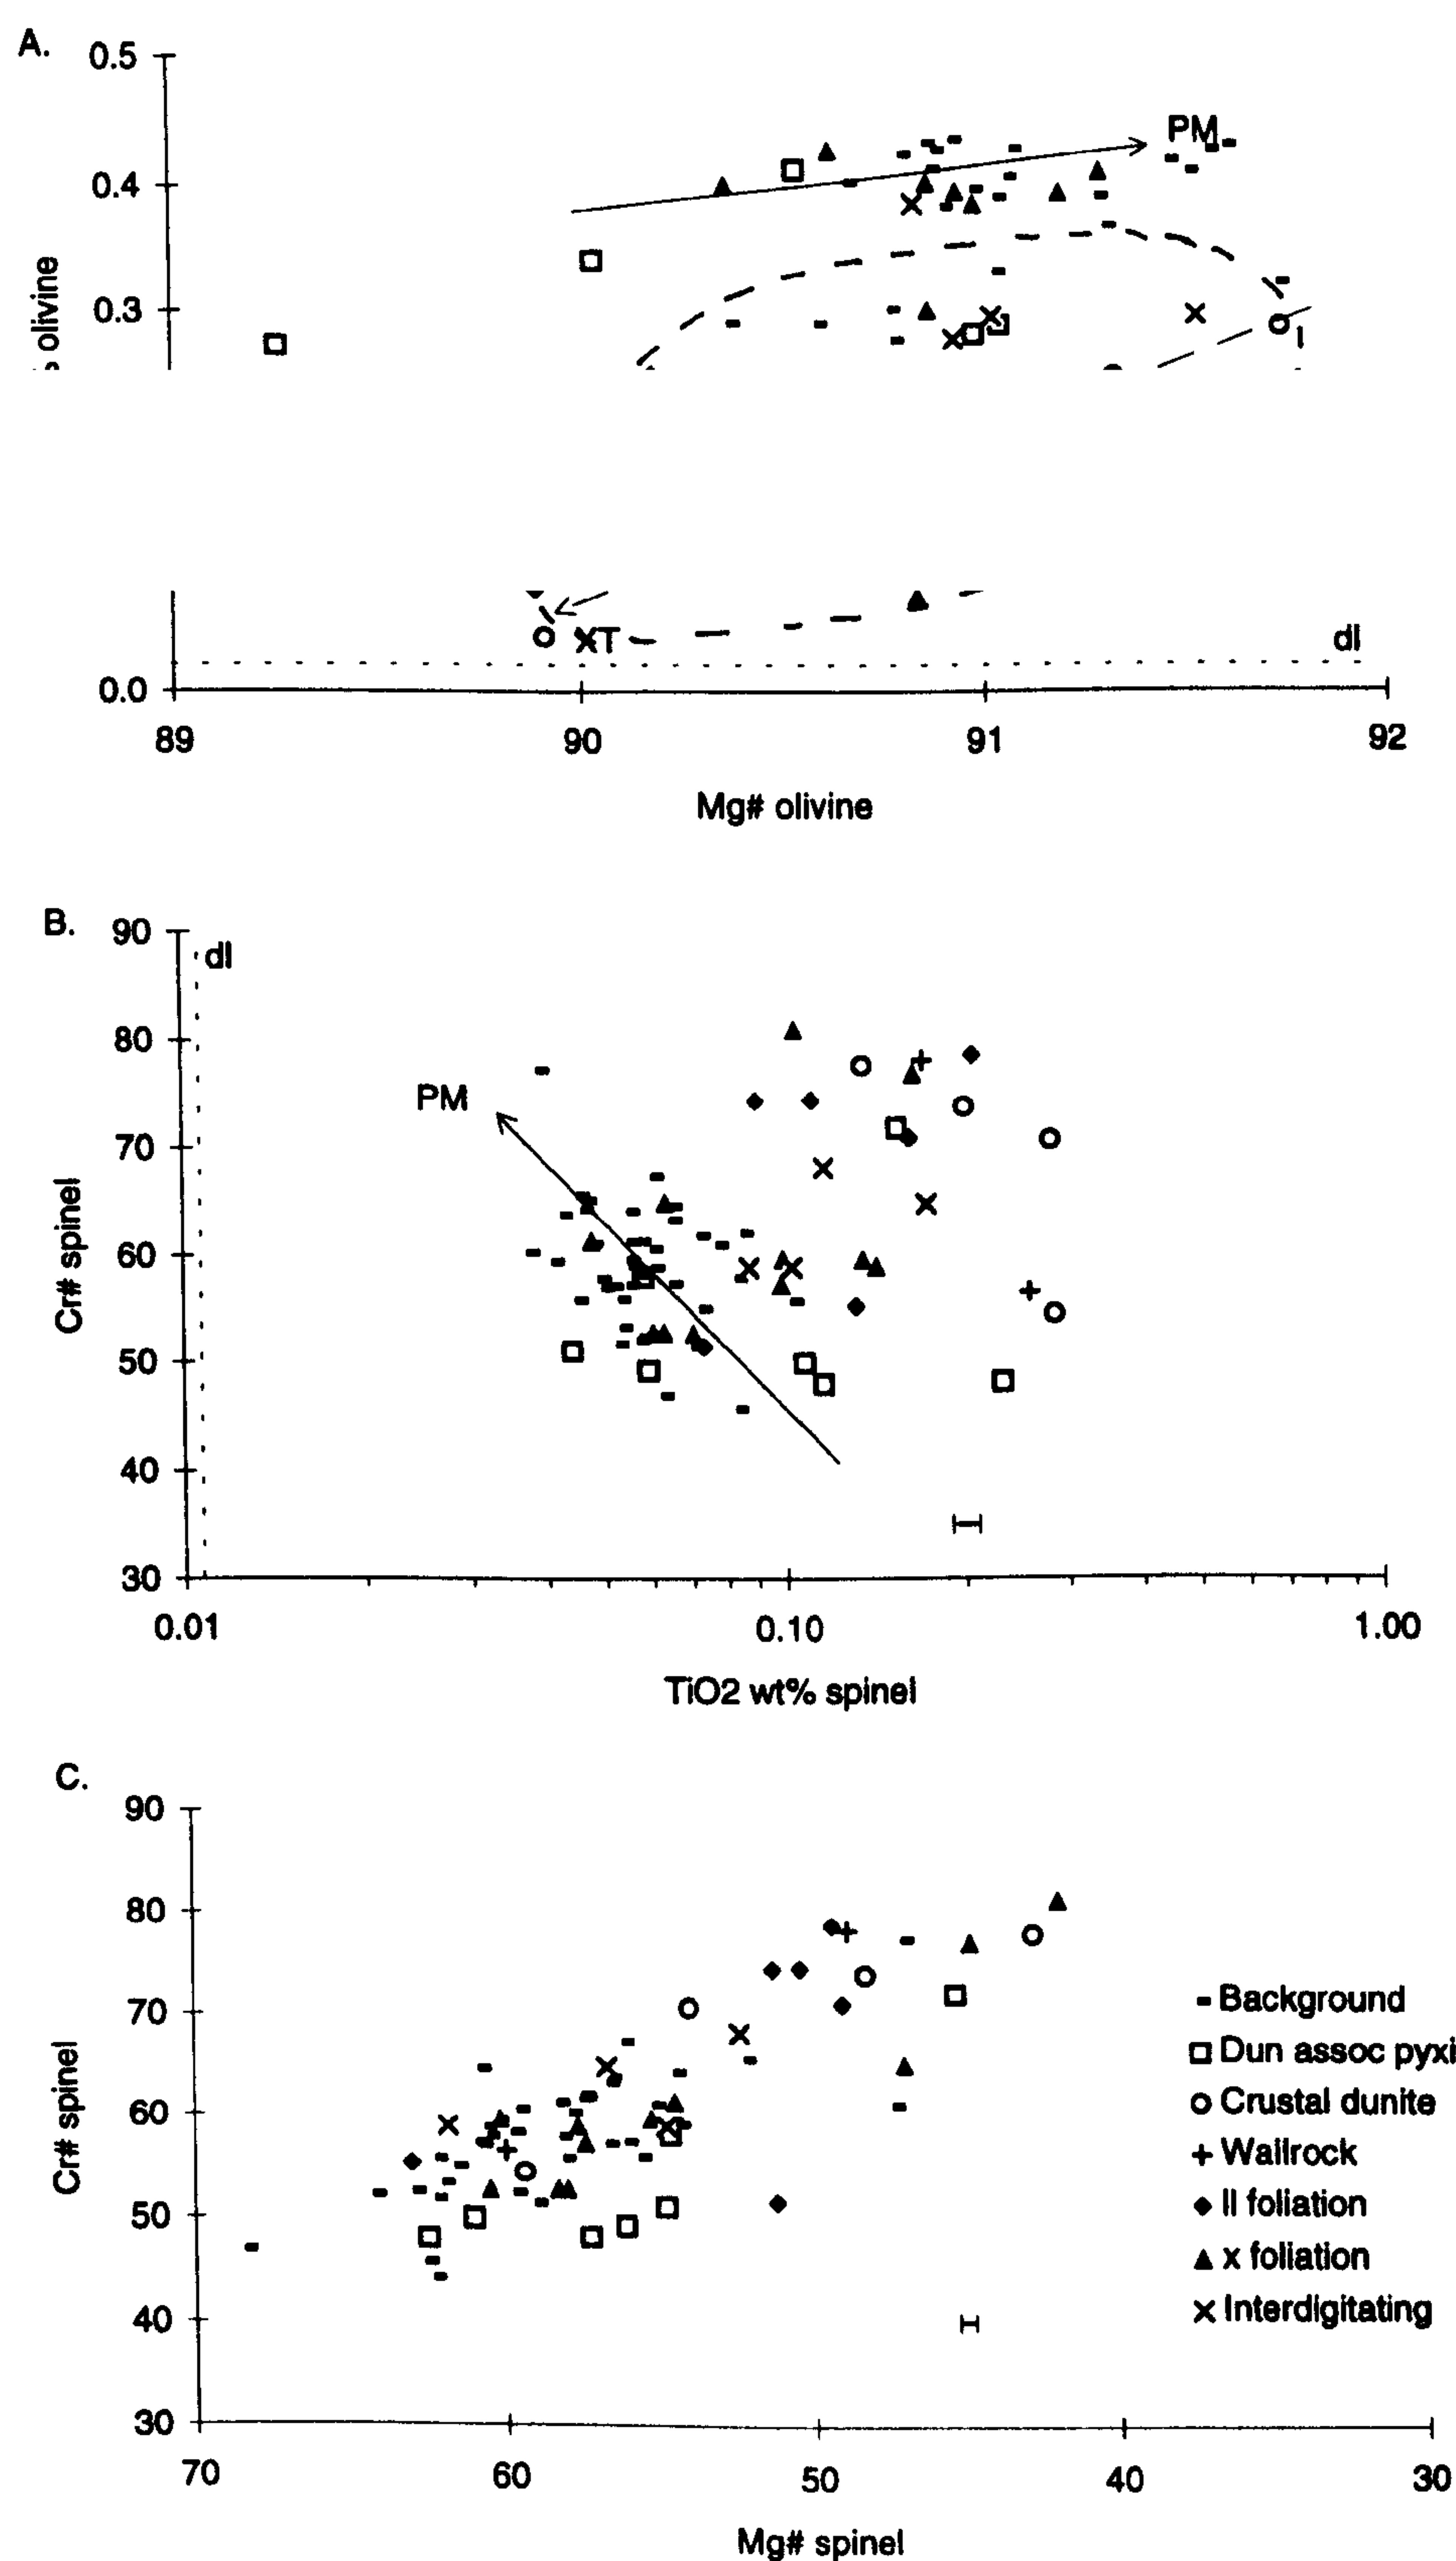 A.
0.5
PM
0.4
0.3
olivine
T
dl
0.0
89 90 91 92
Mg# olivine
B.
90
dl
80
PM
70
Cr# spinel
60
50
40
30
0.01 0.10 1.00
TiO2 wt% spinel
C.
90
80
70
Cr# spinel
60
50
40
30
70 60 50 40 30
Mg# spinel
Background
Dun assoc pyxi
Crustal dunite
Wallrock
II foliation
x foliation
Interdigitating